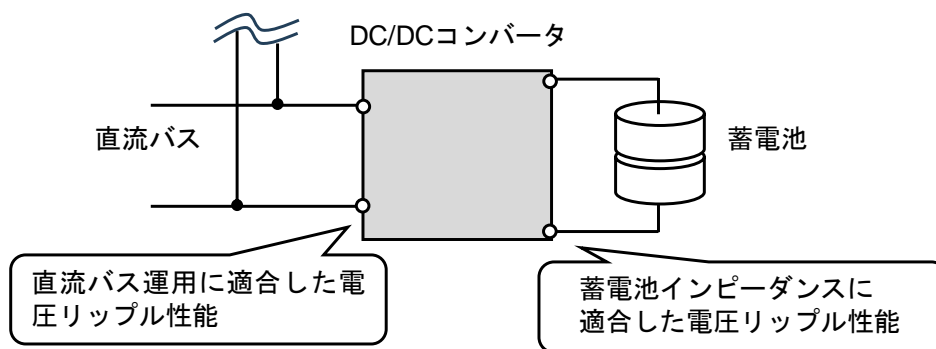 DC/DCコンバータ
直流バス
蓄電池
直流バス運用に適合した電
圧リップル性能
蓄電池インピーダンスに
適合した電圧リップル性能